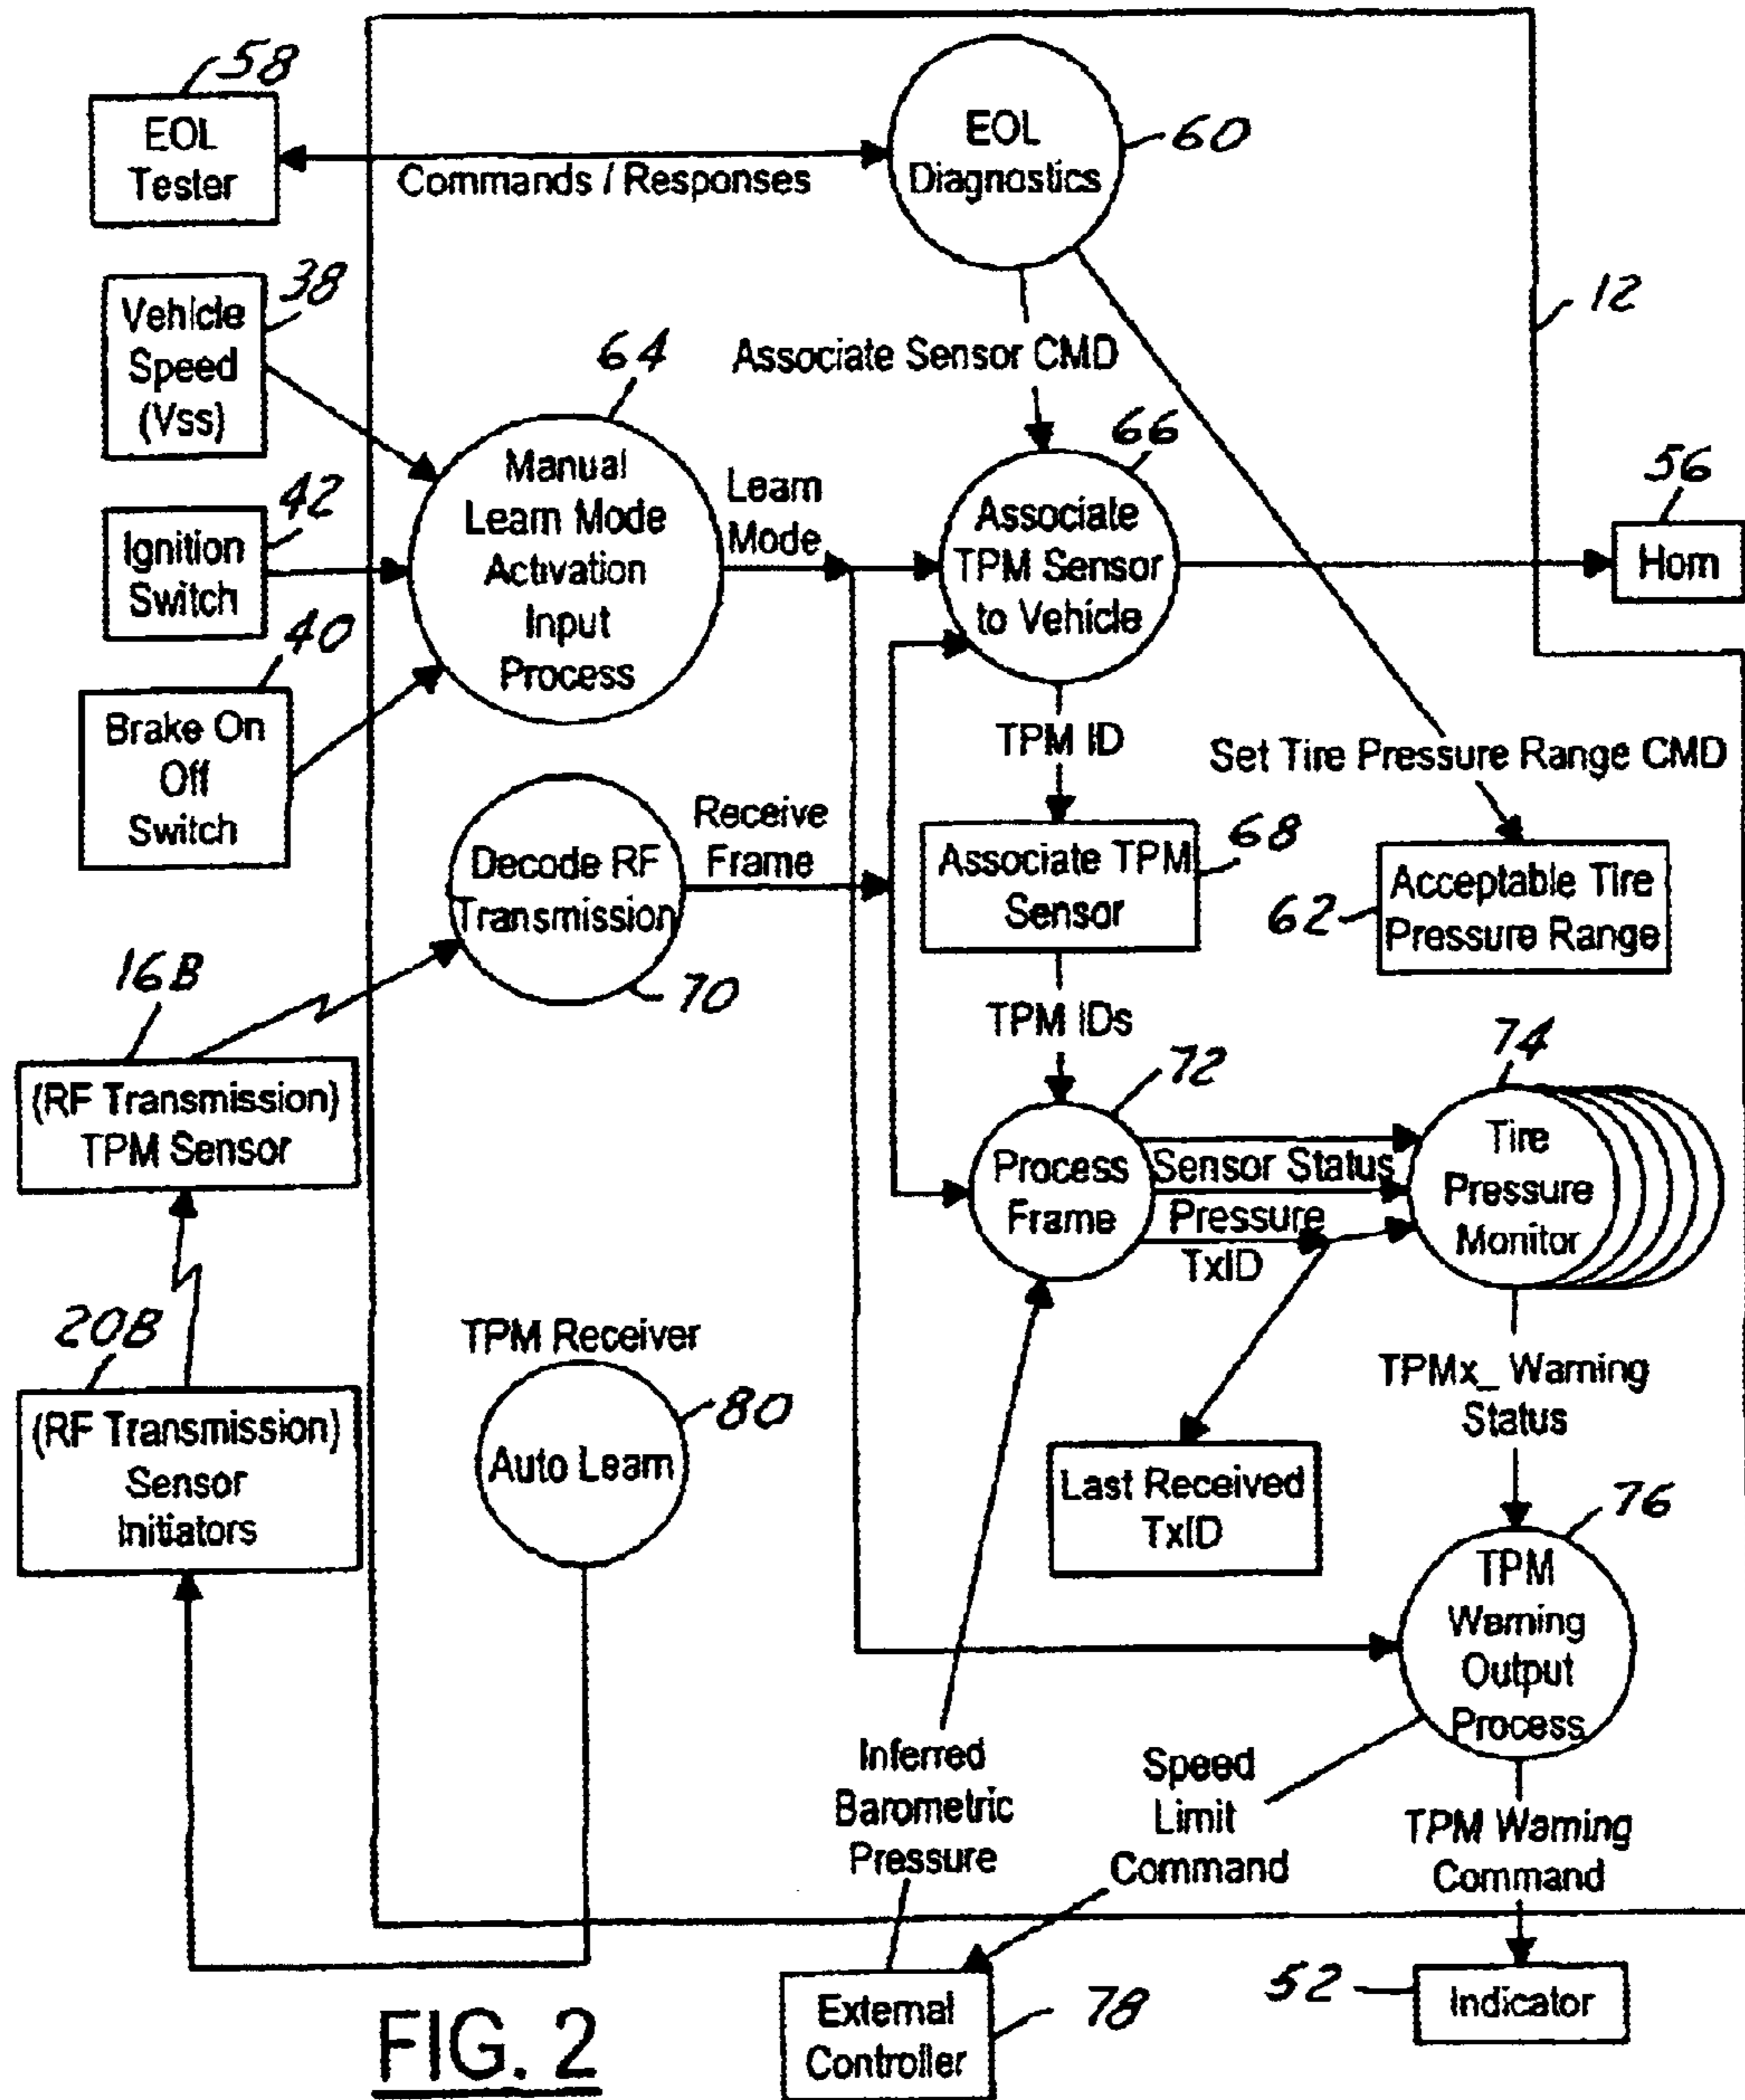 58
EOL
Tester
Commands / Responses
EOL
Diagnostics
60
38
Vehicle
Speed
(Vss)
12
Associate Sensor CMD
64
Manual
Learn Mode
Activation
Input
Process
Learn
Mode
66
Associate
TPM Sensor
to Vehicle
56
Horn
42
Ignition
Switch
40
Brake On
Off
Switch
TPM ID
Set Tire Pressure Range CMD
Decode RF
Transmission
70
Receive
Frame
Associate TPM
Sensor
68
Acceptable Tire
Pressure Range
62
16B
(RF Transmission)
TPM Sensor
TPM IDs
72
Process
Frame
Sensor Status
Pressure
TxID
74
Tire
Pressure
Monitor
20B
(RF Transmission)
Sensor
Initiators
TPM Receiver
Auto Learn
80
Last Received
TxID
TPMx_ Warning
Status
76
TPM
Warning
Output
Process
Inferred
Barometric
Pressure
Speed
Limit
Command
TPM Warning
Command
External
Controller
78
52
Indicator
FIG. 2